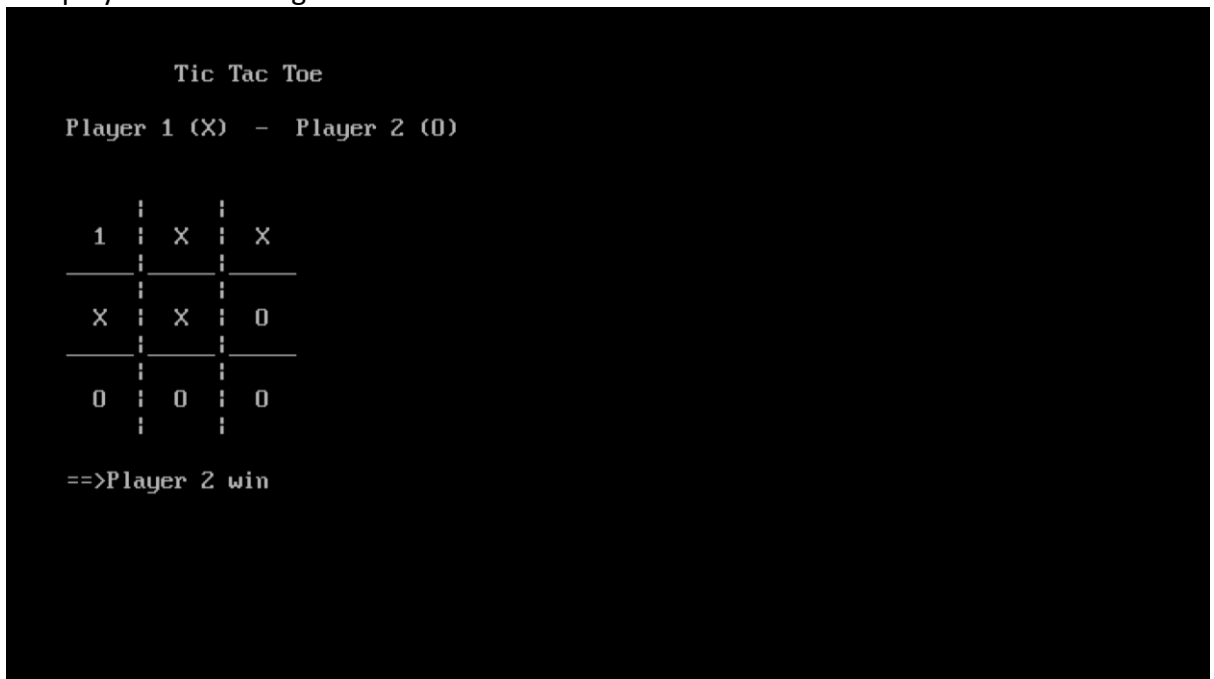 Tic Tac Toe
Player 1 (X) - Player 2 (O)
1 | X | X
X | X | O
O | O | O
==>Player 2 win